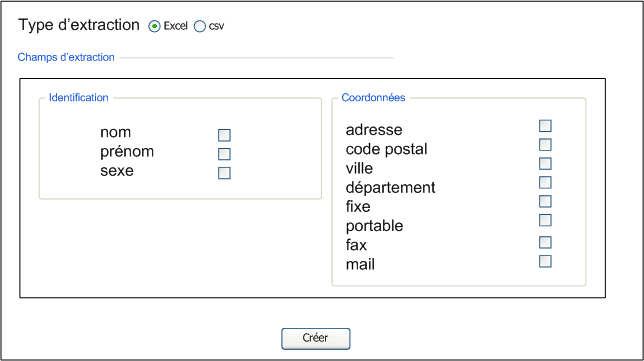 Type d'extraction Excel csv
Champs d'extraction
Identification
nom
prénom
sexe
Coordonnées
adresse
code postal
ville
département
fixe
portable
fax
mail
Créer